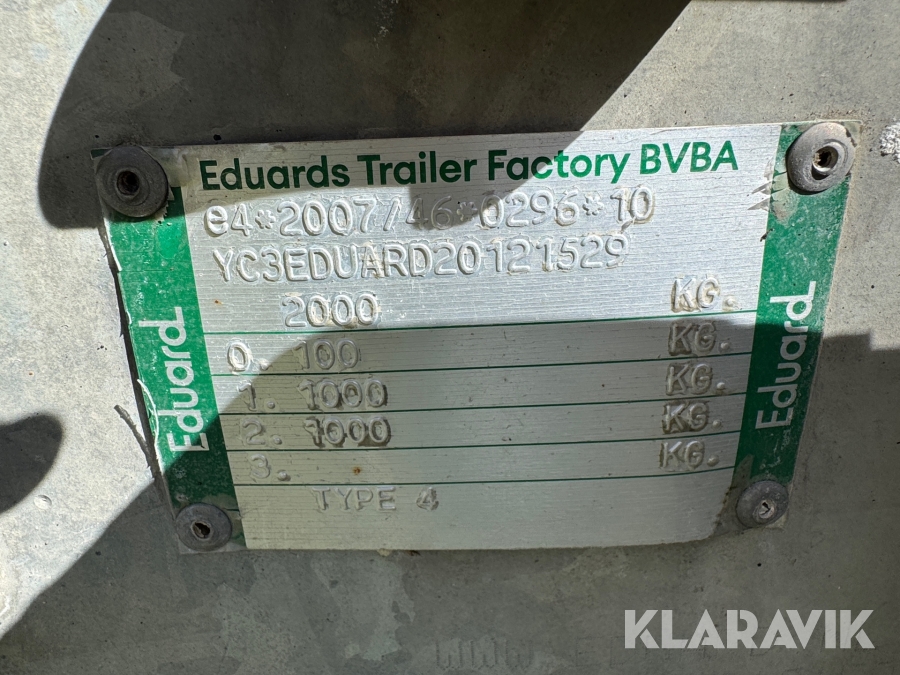 Eduards Trailer Factory BVBA
e4*2007/46*0296*10
YC3EDUARD20121529
2000 KG.
0. 100 KG.
1. 1000 KG.
2. 1000 KG.
3. KG.
TYPE 4
Eduard
Eduard
KLARAVIK